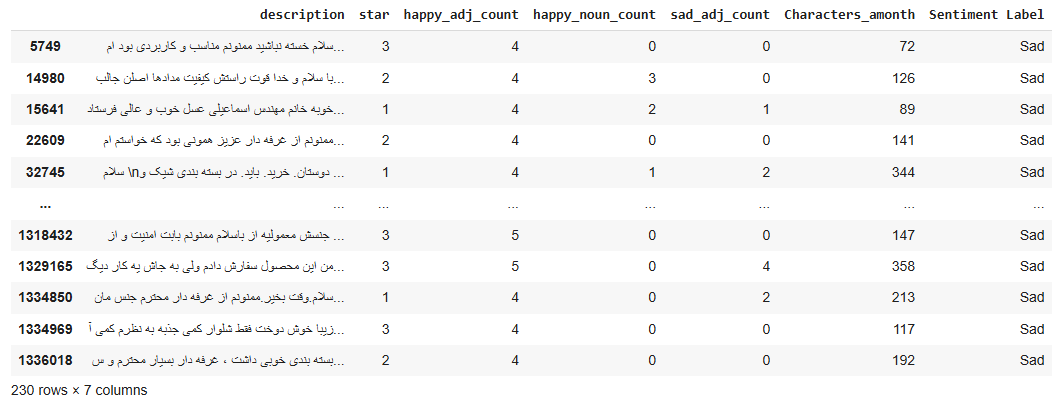 description star happy_adj_count happy_noun_count sad_adj_count Characters_amonth Sentiment Label
5749 سلام خسته نباشید ممنونم مناسب و کاربردی بود ام... 3 4 0 0 72 Sad
14980 با سلام و خدا قوت راستش کیفیت مدادها اصلن جالب... 2 4 3 0 126 Sad
15641 خوبه خانم مهندس اسماعیلی عسل خوب و عالی فرستاد... 1 4 2 1 89 Sad
22609 ممنونم از غرفه دار عزیز همونی بود که خواستم ام... 2 4 0 0 141 Sad
32745 سلام \n دوستان. خرید. باید. در بسته بندی شیک و... 1 4 1 2 344 Sad
... ... ... ... ... ... ... ...
1318432 جنسش معمولیه از باسلام ممنونم بابت امنیت و از ... 3 5 0 0 147 Sad
1329165 من این محصول سفارش دادم ولی به جاش یه کار دیگ... 3 5 0 4 358 Sad
1334850 سلام.وقت بخیر.ممنونم از غرفه دار محترم جنس مان... 1 4 0 2 213 Sad
1334969 زیبا خوش دوخت فقط شلوار کمی جذبه به نظرم کمی آ... 3 4 0 0 117 Sad
1336018 بسته بندی خوبی داشت ، غرفه دار بسیار محترم و س... 2 4 0 0 192 Sad
230 rows × 7 columns